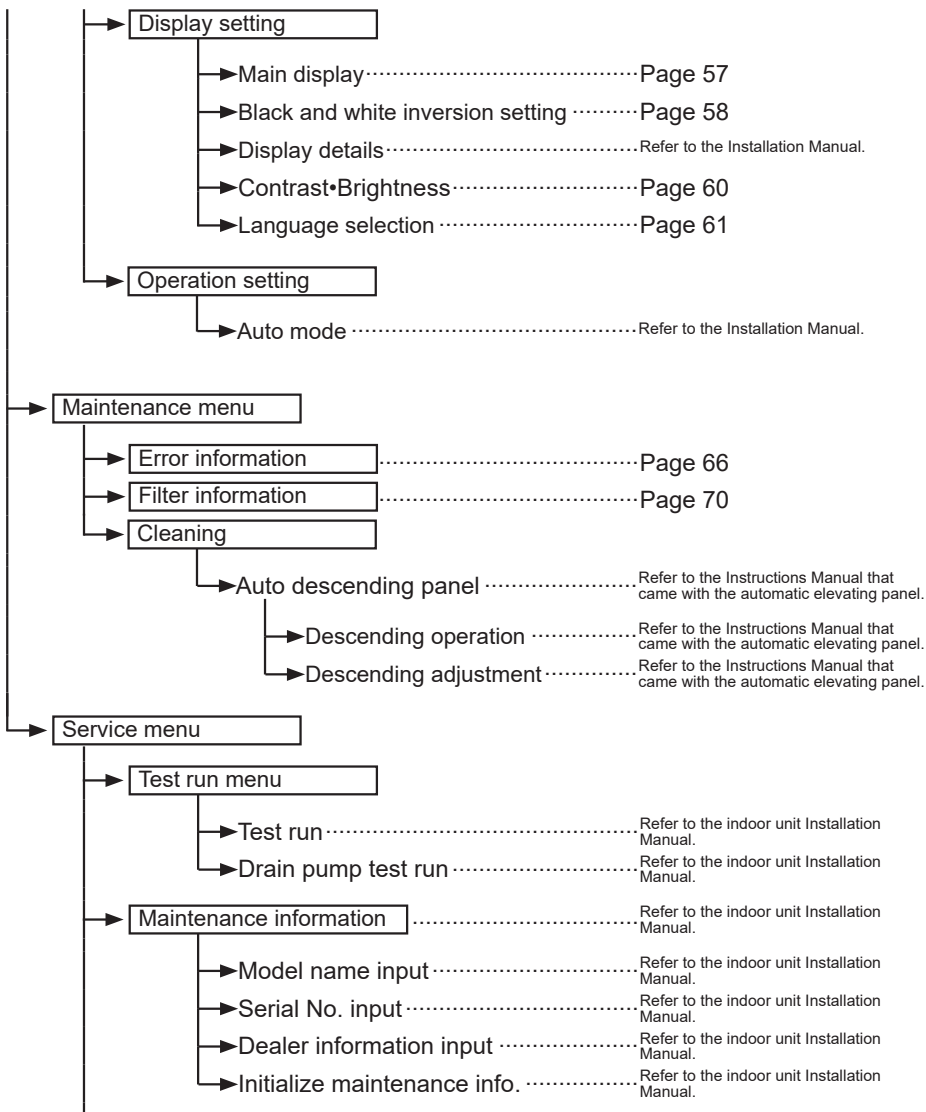 Display setting
Main display Page 57
Black and white inversion setting Page 58
Display details Refer to the Installation Manual.
Contrast•Brightness Page 60
Language selection Page 61
Operation setting
Auto mode Refer to the Installation Manual.
Maintenance menu
Error information Page 66
Filter information Page 70
Cleaning
Auto descending panel Refer to the Instructions Manual that
came with the automatic elevating panel.
Descending operation Refer to the Instructions Manual that
came with the automatic elevating panel.
Descending adjustment Refer to the Instructions Manual that
came with the automatic elevating panel.
Service menu
Test run menu
Test run Refer to the indoor unit Installation
Manual.
Drain pump test run Refer to the indoor unit Installation
Manual.
Maintenance information Refer to the indoor unit Installation
Manual.
Model name input Refer to the indoor unit Installation
Manual.
Serial No. input Refer to the indoor unit Installation
Manual.
Dealer information input Refer to the indoor unit Installation
Manual.
Initialize maintenance info. Refer to the indoor unit Installation
Manual.